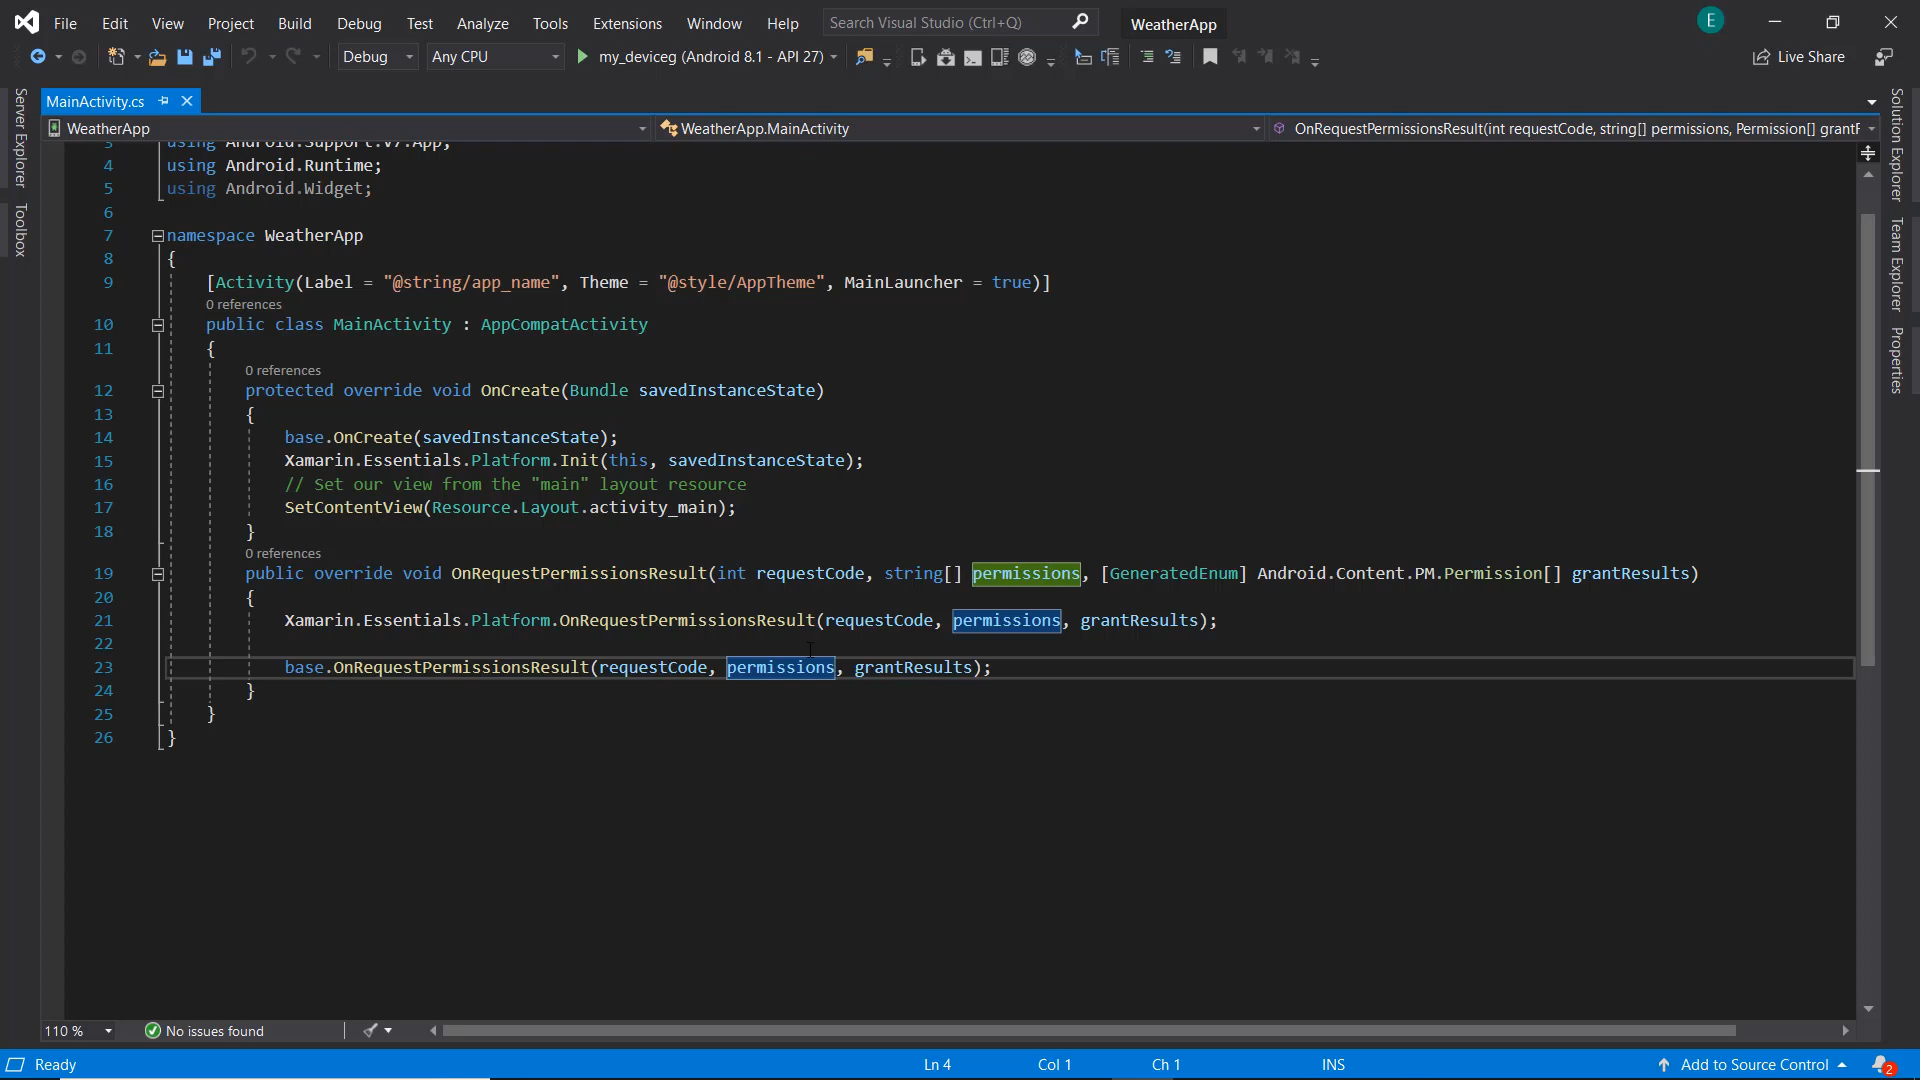 File Edit View Project Build Debug Test Analyze Tools Extensions Window Help Search Visual Studio (Ctrl+Q) WeatherApp E
Debug Any CPU my_deviceg (Android 8.1 - API 27) Live Share
MainActivity.cs
WeatherApp WeatherApp.MainActivity OnRequestPermissionsResult(int requestCode, string[] permissions, Permission[] grantF
Server Explorer
Toolbox
Solution Explorer
Team Explorer
Properties
3 using Android.Support.V7.App;
4 using Android.Runtime;
5 using Android.Widget;
6
7 namespace WeatherApp
8 {
9 [Activity(Label = "@string/app_name", Theme = "@style/AppTheme", MainLauncher = true)]
0 references
10 public class MainActivity : AppCompatActivity
11 {
0 references
12 protected override void OnCreate(Bundle savedInstanceState)
13 {
14 base.OnCreate(savedInstanceState);
15 Xamarin.Essentials.Platform.Init(this, savedInstanceState);
16 // Set our view from the "main" layout resource
17 SetContentView(Resource.Layout.activity_main);
18 }
0 references
19 public override void OnRequestPermissionsResult(int requestCode, string[] permissions, [GeneratedEnum] Android.Content.PM.Permission[] grantResults)
20 {
21 Xamarin.Essentials.Platform.OnRequestPermissionsResult(requestCode, permissions, grantResults);
22
23 base.OnRequestPermissionsResult(requestCode, permissions, grantResults);
24 }
25 }
26 }
110 % No issues found
Ready Ln 4 Col 1 Ch 1 INS Add to Source Control 2